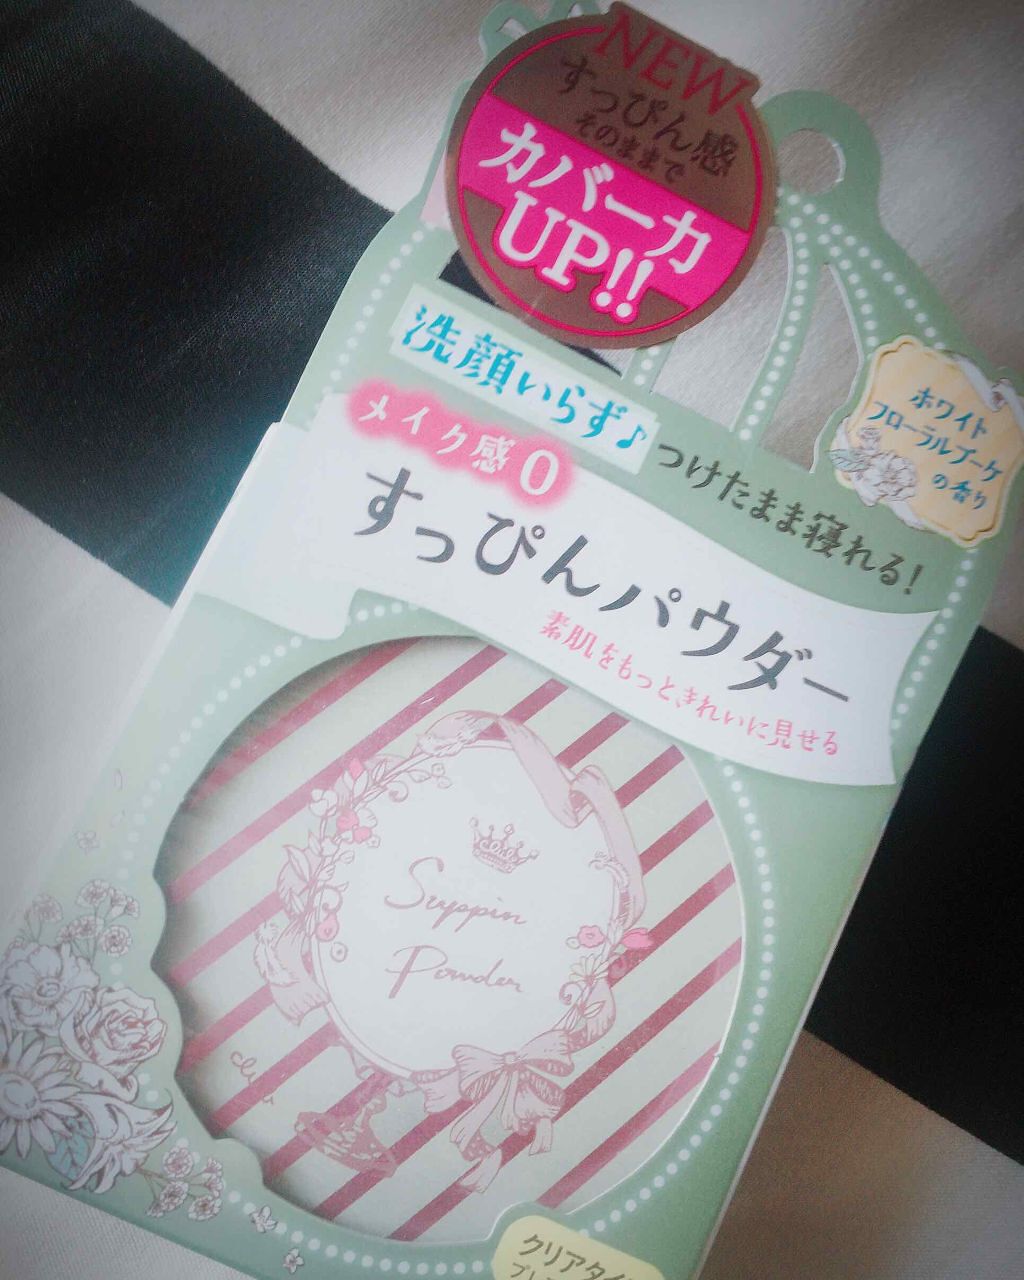 NEW
すっぴん感
そのままで
カバー力
UP!!
洗顔いらず♪
つけたまま寝れる!
ホワイト
フローラルブーケ
の香り
メイク感0
すっぴんパウダー
素肌をもっときれいに見せる
Suppin
Powder
クリアタイ